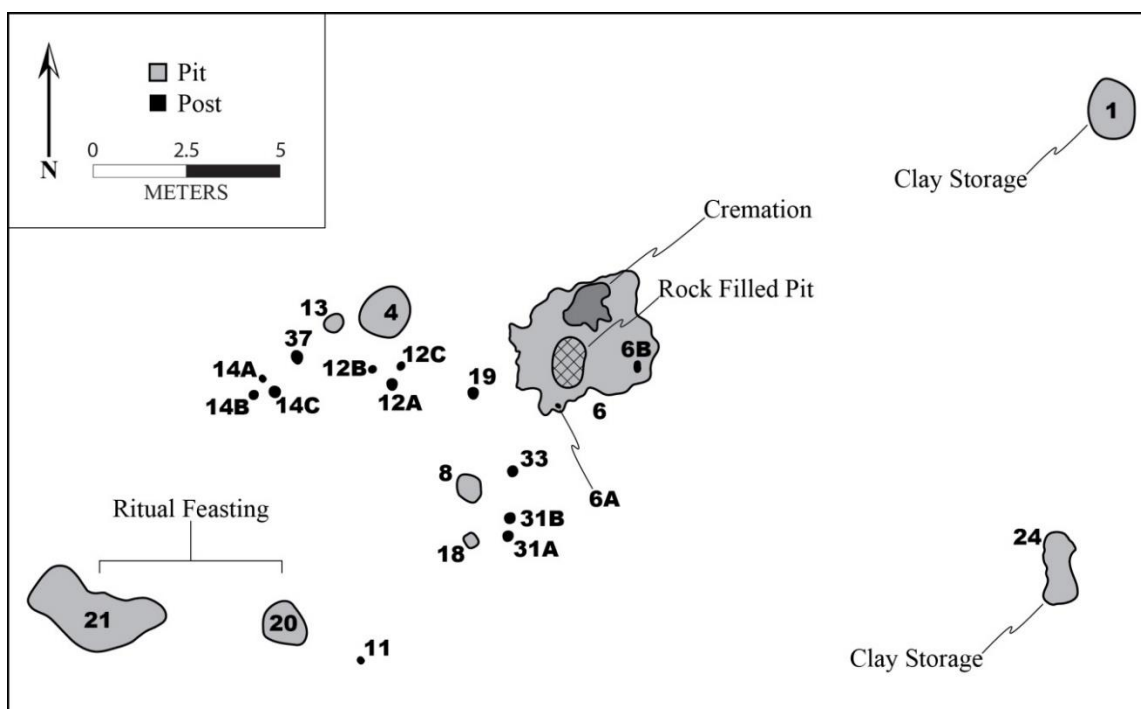 Pit
Post
0 2.5 5
METERS
N
1
Clay Storage
Cremation
Rock Filled Pit
13
4
37
12C
12B
6B
14A
19
14B
14C
12A
6
8
33
6A
Ritual Feasting
31B
18
31A
24
21
20
11
Clay Storage